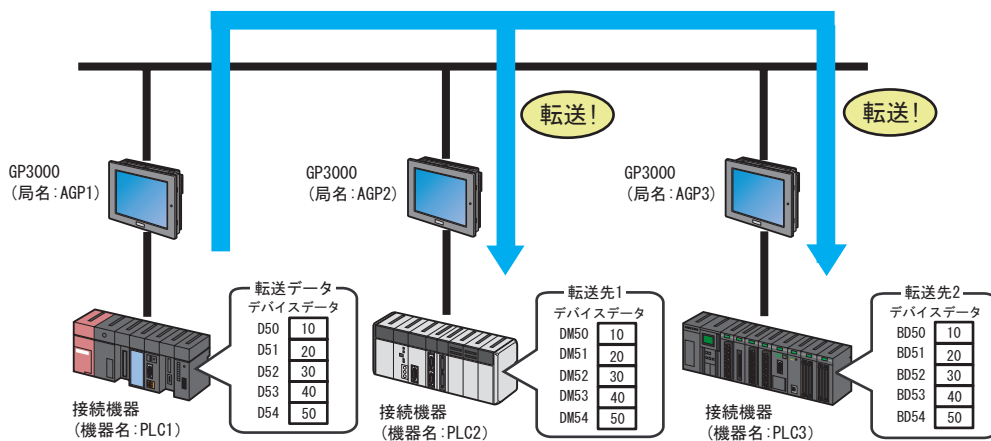 転送!
転送!
GP3000
(局名:AGP1)
GP3000
(局名:AGP2)
GP3000
(局名:AGP3)
転送データ
デバイスデータ
D50 10
D51 20
D52 30
D53 40
D54 50
接続機器
(機器名:PLC1)
転送先1
デバイスデータ
DM50 10
DM51 20
DM52 30
DM53 40
DM54 50
接続機器
(機器名:PLC2)
転送先2
デバイスデータ
BD50 10
BD51 20
BD52 30
BD53 40
BD54 50
接続機器
(機器名:PLC3)